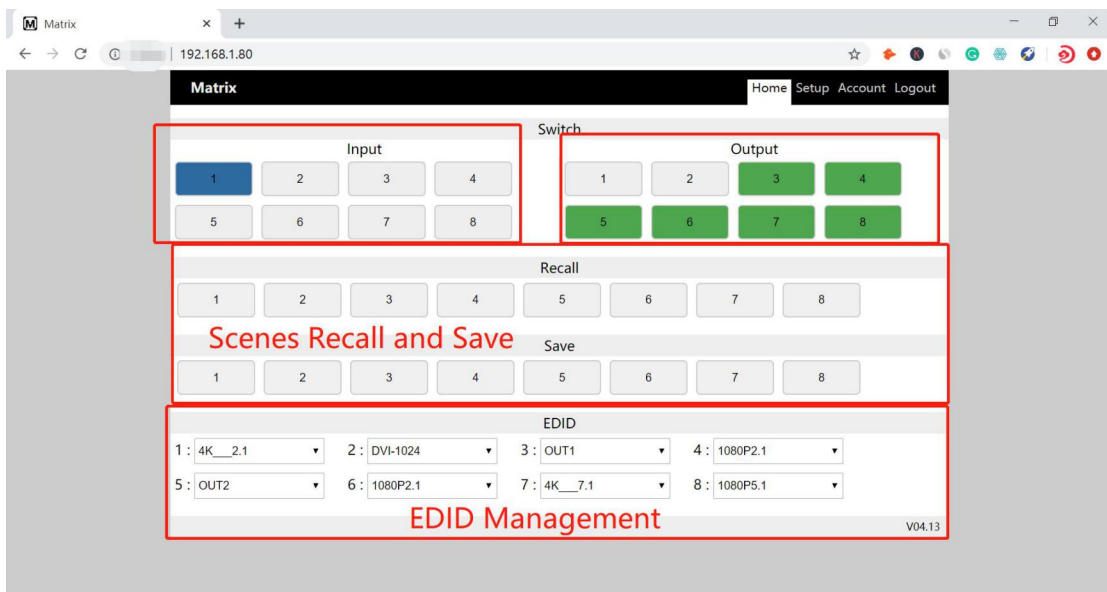 M Matrix
192.168.1.80
Matrix Home Setup Account Logout
Switch
Input Output
1 2 3 4 1 2 3 4
5 6 7 8 5 6 7 8
Recall
1 2 3 4 5 6 7 8
Scenes Recall and Save
Save
1 2 3 4 5 6 7 8
EDID
1 : 4K___2.1 2 : DVI-1024 3 : OUT1 4 : 1080P2.1
5 : OUT2 6 : 1080P2.1 7 : 4K___7.1 8 : 1080P5.1
EDID Management
V04.13